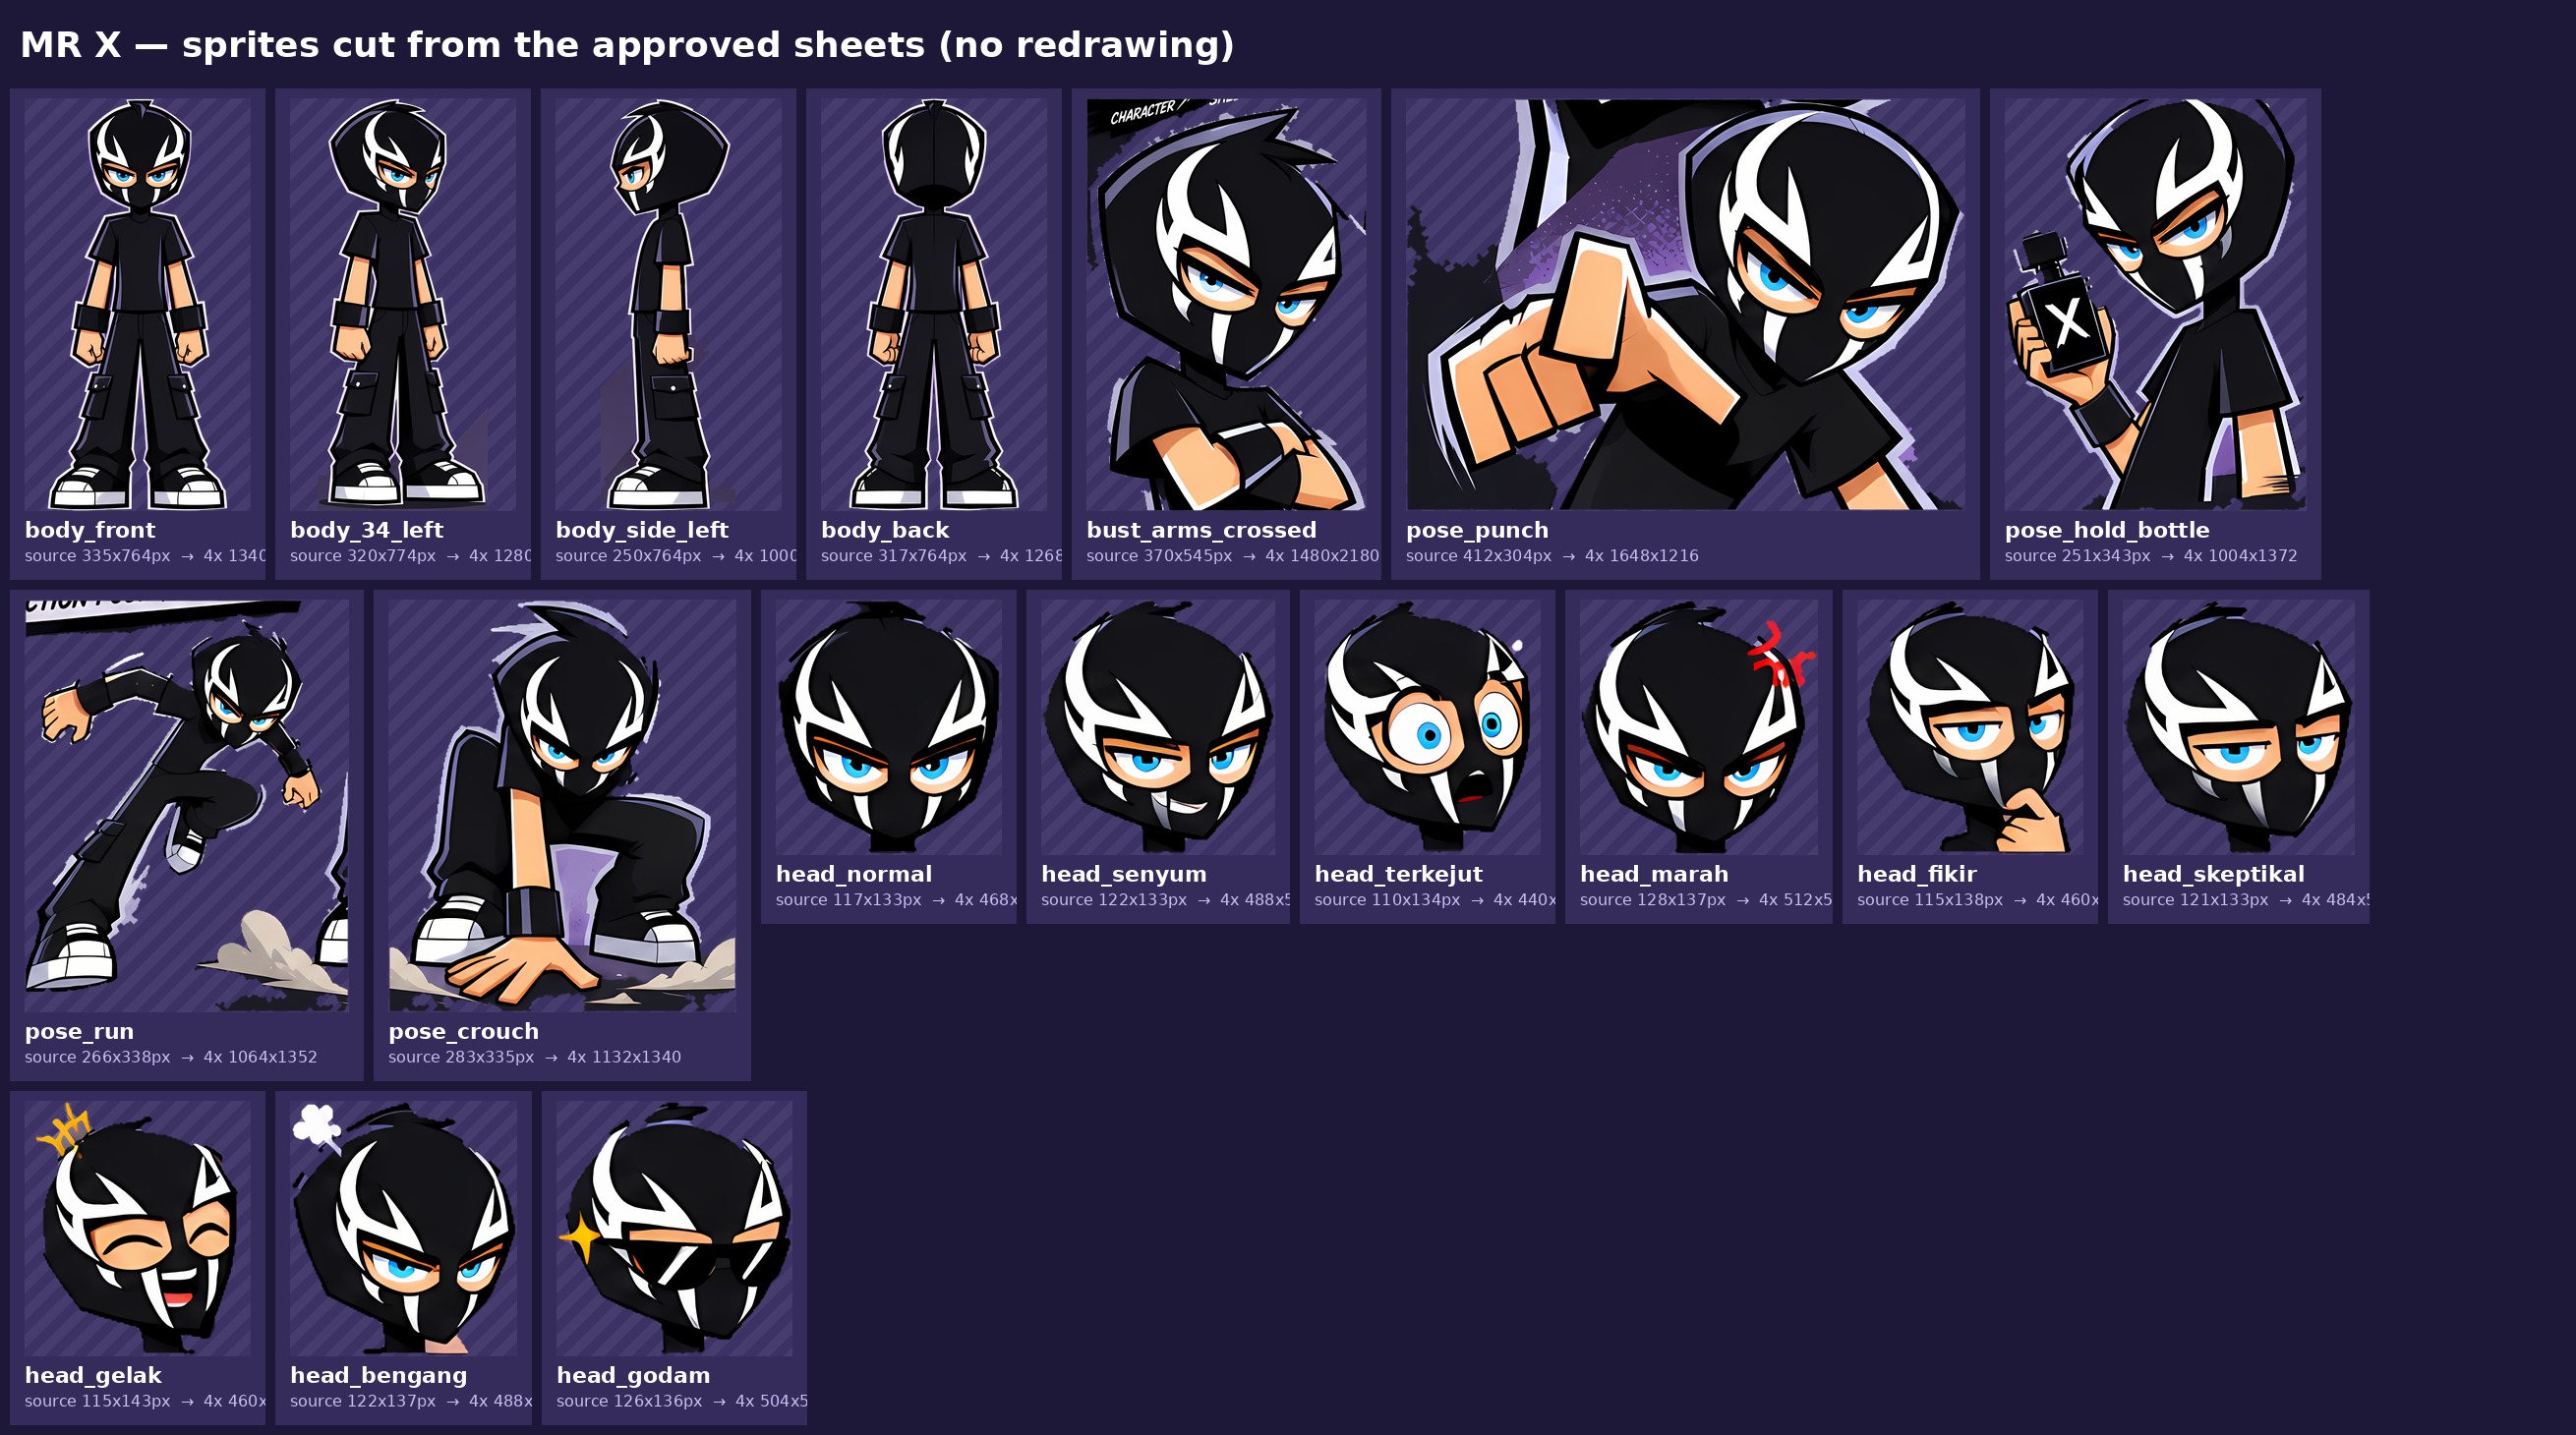 MR X — sprites cut from the approved sheets (no redrawing)
CHARACTER
X
body_front
source 335x764px → 4x 1340
body_34_left
source 320x774px → 4x 1280
body_side_left
source 250x764px → 4x 1000
body_back
source 317x764px → 4x 1268
bust_arms_crossed
source 370x545px → 4x 1480x2180
pose_punch
source 412x304px → 4x 1648x1216
pose_hold_bottle
source 251x343px → 4x 1004x1372
pose_run
source 266x338px → 4x 1064x1352
pose_crouch
source 283x335px → 4x 1132x1340
head_normal
source 117x133px → 4x 468x
head_senyum
source 122x133px → 4x 488x5
head_terkejut
source 110x134px → 4x 440x
head_marah
source 128x137px → 4x 512x5
head_fikir
source 115x138px → 4x 460x
head_skeptikal
source 121x133px → 4x 484x5
head_gelak
source 115x143px → 4x 460x
head_bengang
source 122x137px → 4x 488x
head_godam
source 126x136px → 4x 504x5